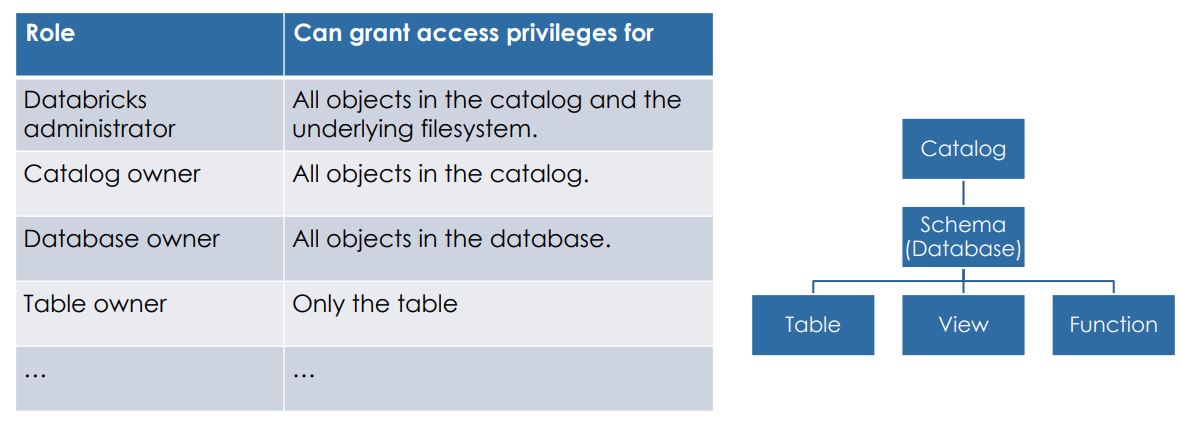 Role
Can grant access privileges for
Databricks
administrator
All objects in the catalog and the
underlying filesystem.
Catalog owner
All objects in the catalog.
Database owner
All objects in the database.
Table owner
Only the table
…
…
Catalog
Schema
(Database)
Table
View
Function